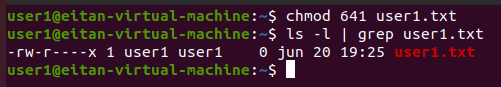 user1@eitan-virtual-machine:~$ chmod 641 user1.txt
user1@eitan-virtual-machine:~$ ls -l | grep user1.txt
-rw-r----x 1 user1 user1    0 jun 20 19:25 user1.txt
user1@eitan-virtual-machine:~$